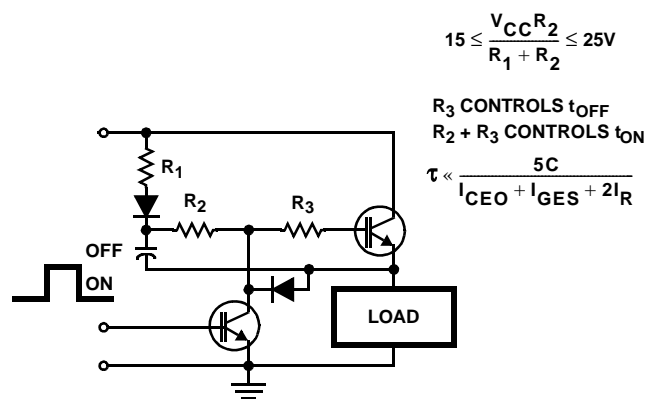 15 ≤ V_CC R_2 / R_1 + R_2 ≤ 25V
R_3 CONTROLS t_OFF
R_2 + R_3 CONTROLS t_ON
τ « 5C / I_CEO + I_GES + 2I_R
R_1
R_2
R_3
OFF
ON
LOAD